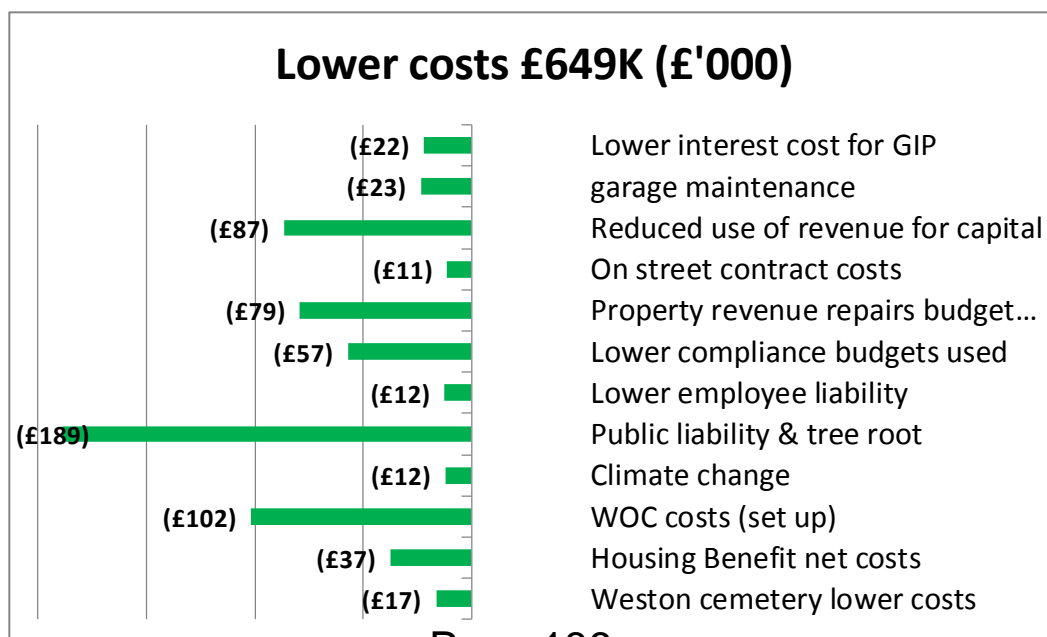 Lower costs £649K (£'000)
(£22) Lower interest cost for GIP
(£23) garage maintenance
(£87) Reduced use of revenue for capital
(£11) On street contract costs
(£79) Property revenue repairs budget...
(£57) Lower compliance budgets used
(£12) Lower employee liability
(£189) Public liability & tree root
(£12) Climate change
(£102) WOC costs (set up)
(£37) Housing Benefit net costs
(£17) Weston cemetery lower costs